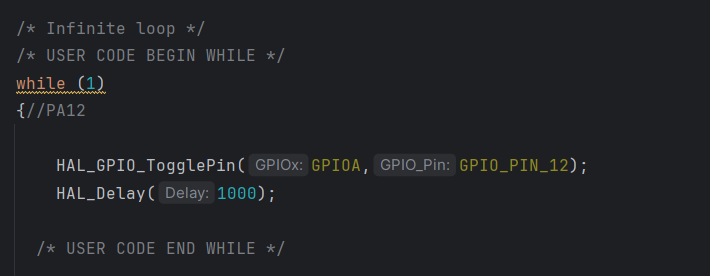 /* Infinite loop */
/* USER CODE BEGIN WHILE */
while (1)
{//PA12
HAL_GPIO_TogglePin( GPIOx: GPIOA, GPIO_Pin: GPIO_PIN_12);
HAL_Delay( Delay: 1000);
/* USER CODE END WHILE */